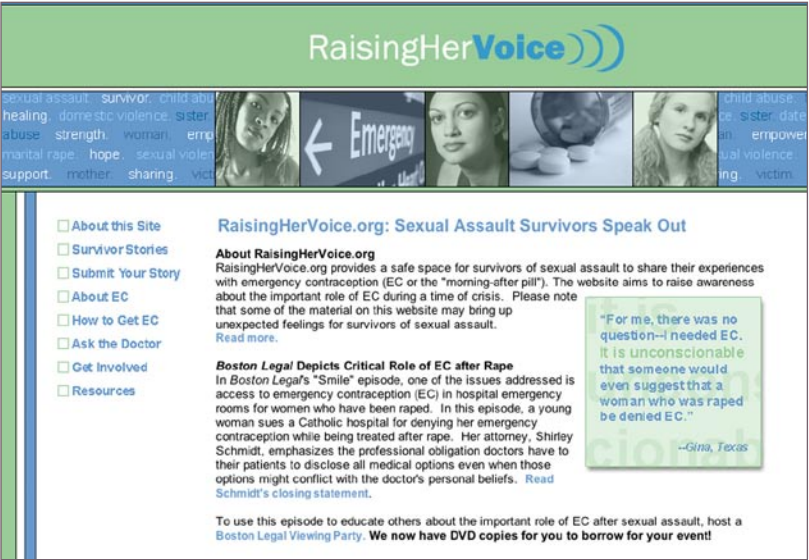 RaisingHerVoice
sexual assault. survivor. child abu
healing. domestic violence. sister.
abuse. strength. woman. emp
marital rape. hope. sexual violen
support. mother. sharing. vict
Emergency
child abuse.
ce. sister. date
an. empower
ual violence.
ing. victim.
About this Site
Survivor Stories
Submit Your Story
About EC
How to Get EC
Ask the Doctor
Get Involved
Resources
RaisingHerVoice.org: Sexual Assault Survivors Speak Out
About RaisingHerVoice.org
RaisingHerVoice.org provides a safe space for survivors of sexual assault to share their experiences
with emergency contraception (EC or the "morning-after pill"). The website aims to raise awareness
about the important role of EC during a time of crisis. Please note
that some of the material on this website may bring up
unexpected feelings for survivors of sexual assault.
Read more.
Boston Legal Depicts Critical Role of EC after Rape
In Boston Legal's "Smile" episode, one of the issues addressed is
access to emergency contraception (EC) in hospital emergency
rooms for women who have been raped. In this episode, a young
woman sues a Catholic hospital for denying her emergency
contraception while being treated after rape. Her attorney, Shirley
Schmidt, emphasizes the professional obligation doctors have to
their patients to disclose all medical options even when those
options might conflict with the doctor's personal beliefs. Read
Schmidt's closing statement.
To use this episode to educate others about the important role of EC after sexual assault, host a
Boston Legal Viewing Party. We now have DVD copies for you to borrow for your event!
"For me, there was no
question--I needed EC.
It is unconscionable
that someone would
even suggest that a
woman who was raped
be denied EC."
--Gina, Texas